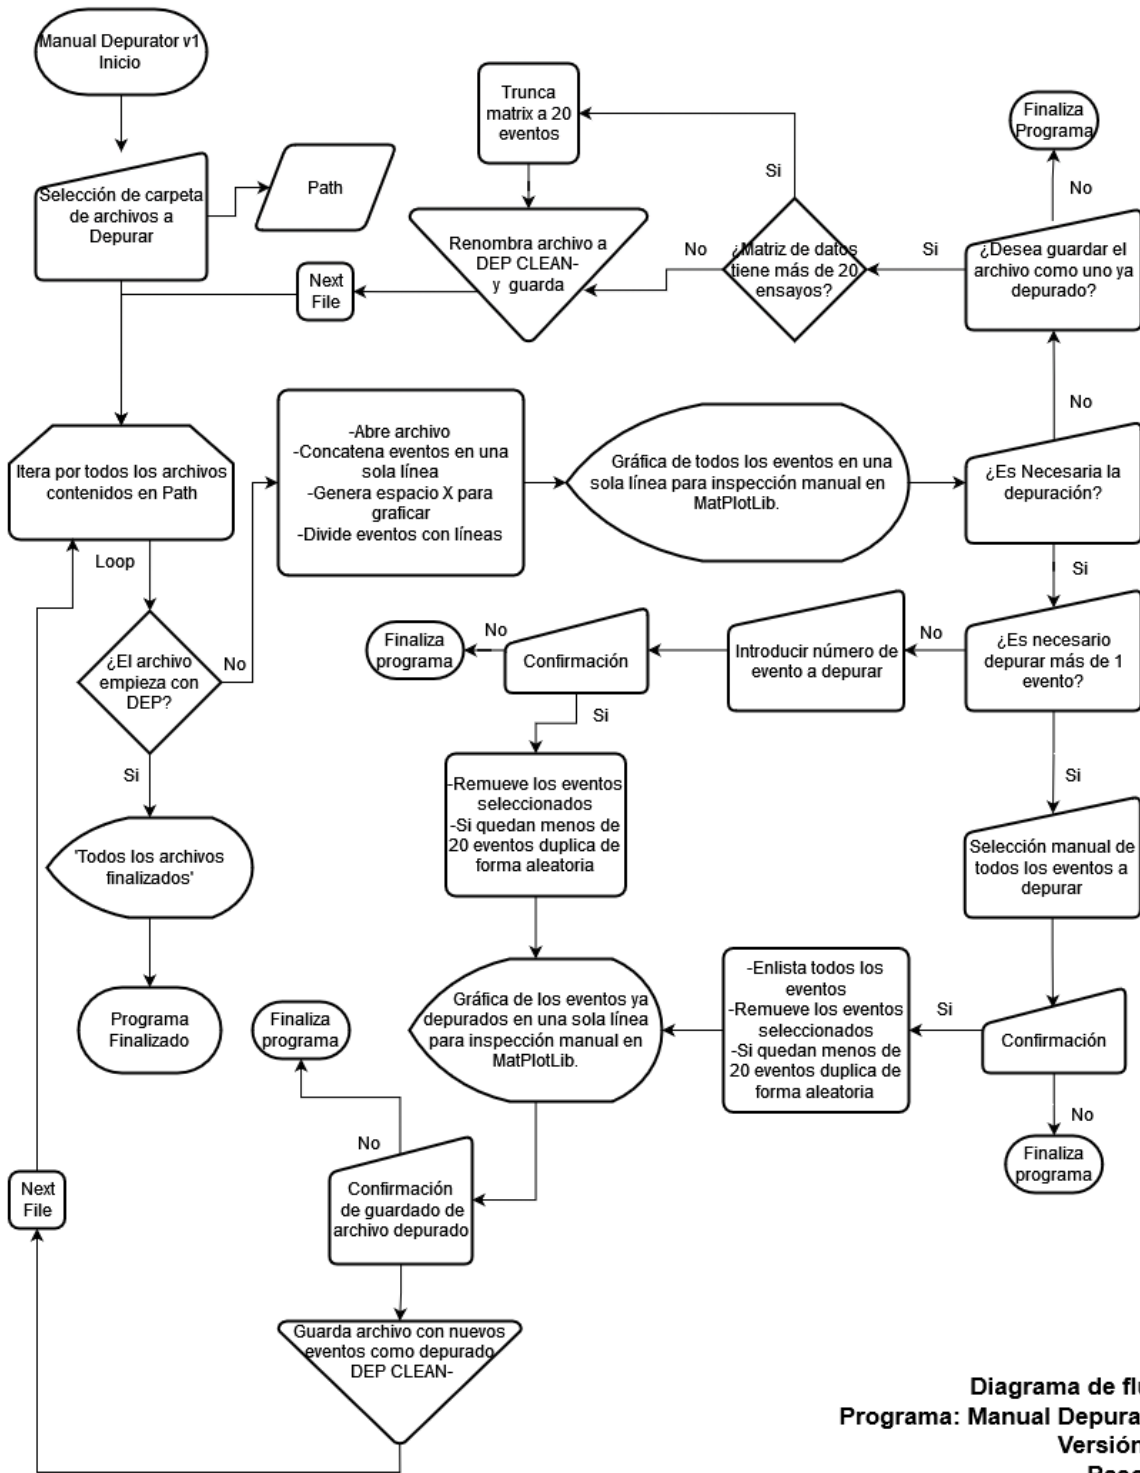 Manual Depurator v1
Inicio
Selección de carpeta
de archivos a
Depurar
Path
Trunca
matrix a 20
eventos
Renombra archivo a
DEP CLEAN-
y guarda
Next
File
No
Si
¿Matriz de datos
tiene más de 20
ensayos?
Si
¿Desea guardar el
archivo como uno ya
depurado?
No
Finaliza
Programa
No
Itera por todos los archivos
contenidos en Path
Loop
-Abre archivo
-Concatena eventos en una
sola línea
-Genera espacio X para
graficar
-Divide eventos con líneas
Gráfica de todos los eventos en una
sola línea para inspección manual en
MatPlotLib.
¿Es Necesaria la
depuración?
Si
¿El archivo
empieza con
DEP?
No
Si
Finaliza
programa
No
Confirmación
Si
Introducir número de
evento a depurar
No
¿Es necesario
depurar más de 1
evento?
Si
-Remueve los eventos
seleccionados
-Si quedan menos de
20 eventos duplica de
forma aleatoria
Selección manual de
todos los eventos a
depurar
'Todos los archivos
finalizados'
Programa
Finalizado
Finaliza
programa
Gráfica de los eventos ya
depurados en una sola línea
para inspección manual en
MatPlotLib.
-Enlista todos los
eventos
-Remueve los eventos
seleccionados
-Si quedan menos de
20 eventos duplica de
forma aleatoria
Si
Confirmación
No
Finaliza
programa
No
Confirmación
de guardado de
archivo depurado
Next
File
Guarda archivo con nuevos
eventos como depurado
DEP CLEAN-
Diagrama de
Programa: Manual
Versión